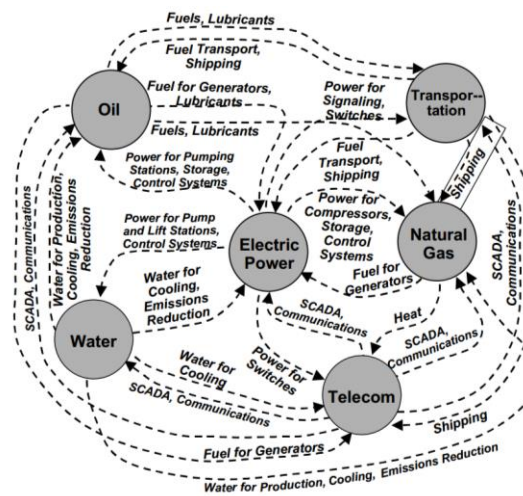 Fuels, Lubricants
Fuel Transport,
Shipping
Oil
Fuel for Generators,
Lubricants
Fuels, Lubricants
Power for
Signaling,
Switches
Transpor--
tation
Fuel
Transport,
Shipping
Shipping
Power for Pumping
Stations, Storage,
Control Systems
Power for
Compressors,
Storage,
Control
Systems
Natural
Gas
Power for Pump
and Lift Stations,
Control Systems
Electric
Power
Fuel for
Generators
SCADA,
Communications
SCADA, Communications
Water for Production,
Cooling, Emissions
Reduction
Water for
Cooling,
Emissions
Reduction
SCADA,
Communications
Heat
SCADA,
Communications
Water
Water for
Cooling
SCADA, Communications
Power for
Switches
Telecom
Shipping
Fuel for Generators
Water for Production, Cooling, Emissions Reduction